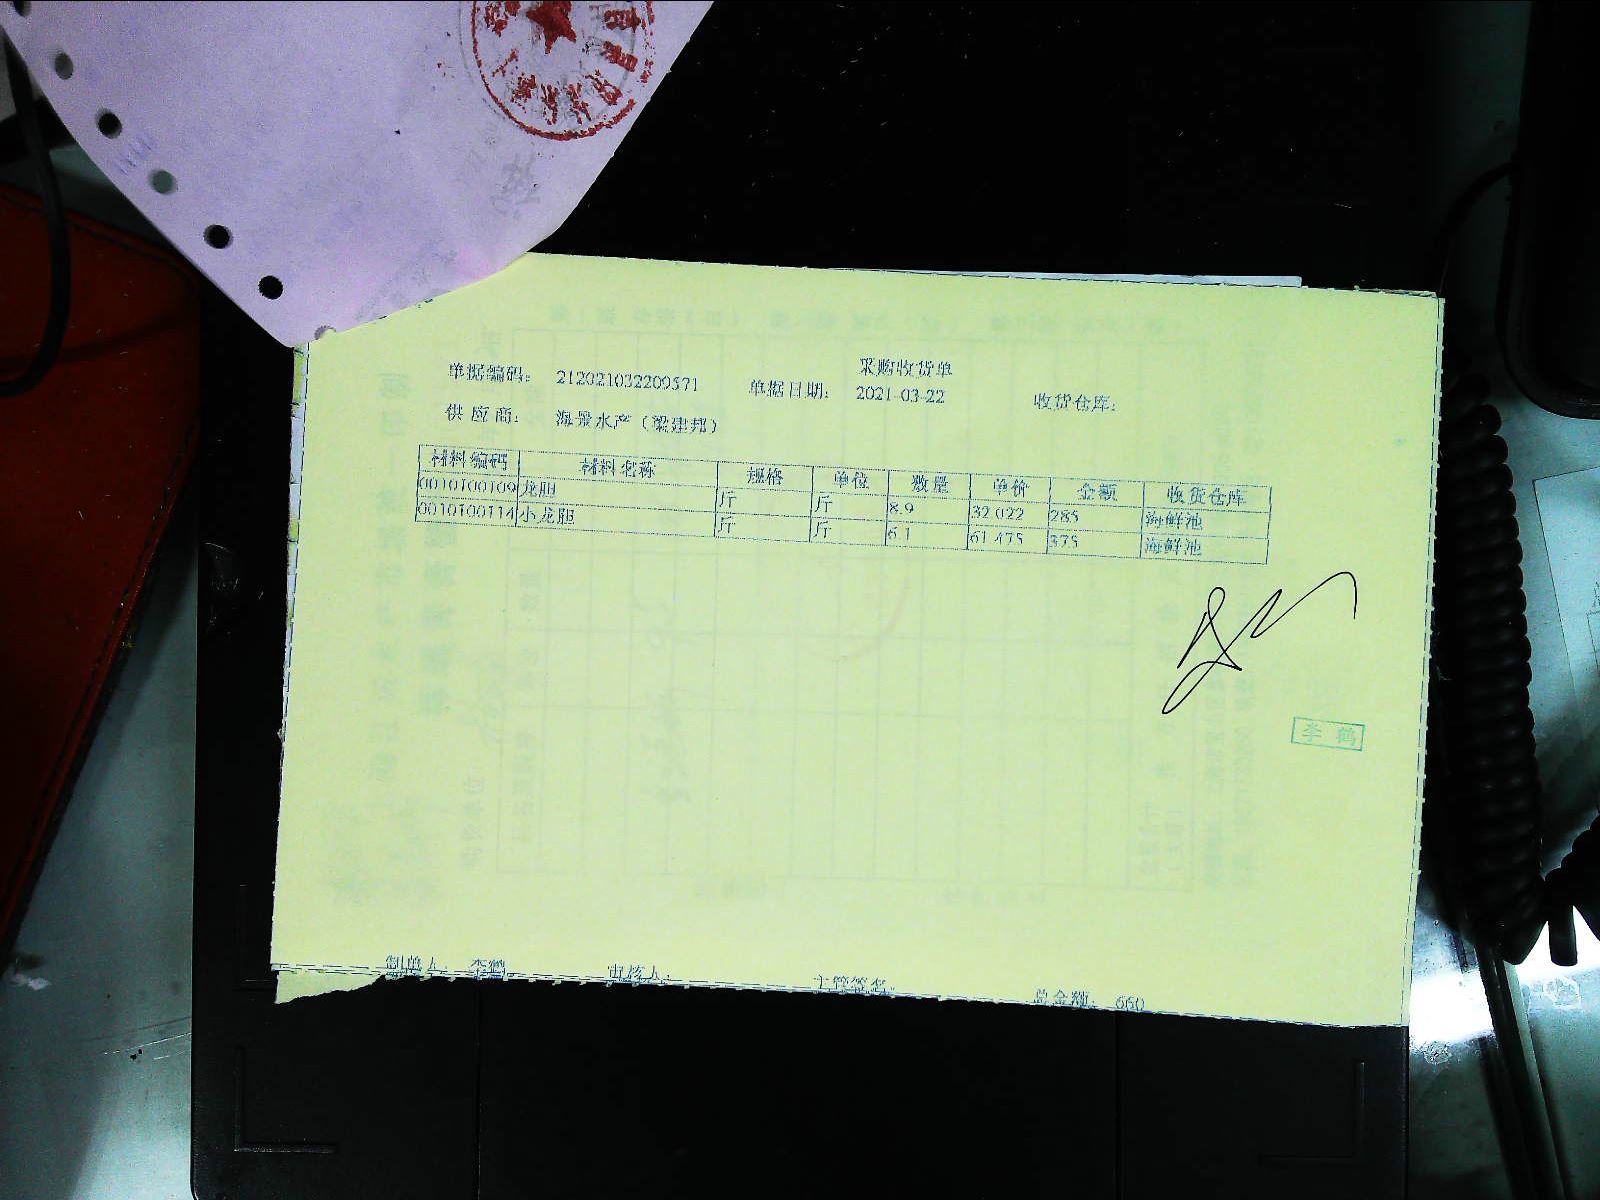 采购收货单
单据编码: 212021032200571 单据日期: 2021-03-22 收货仓库:
供应商: 海景水产（梁建邦）
材料编码 材料名称 规格 单位 数量 单价 金额 收货仓库
0010100109 龙胆 斤 斤 8.9 32.022 285 海鲜池
0010100114 小龙胆 斤 斤 6.1 61.475 375 海鲜池
李鹤
制单人: 李鹤 审核人: 主管签名: 总金额: 660